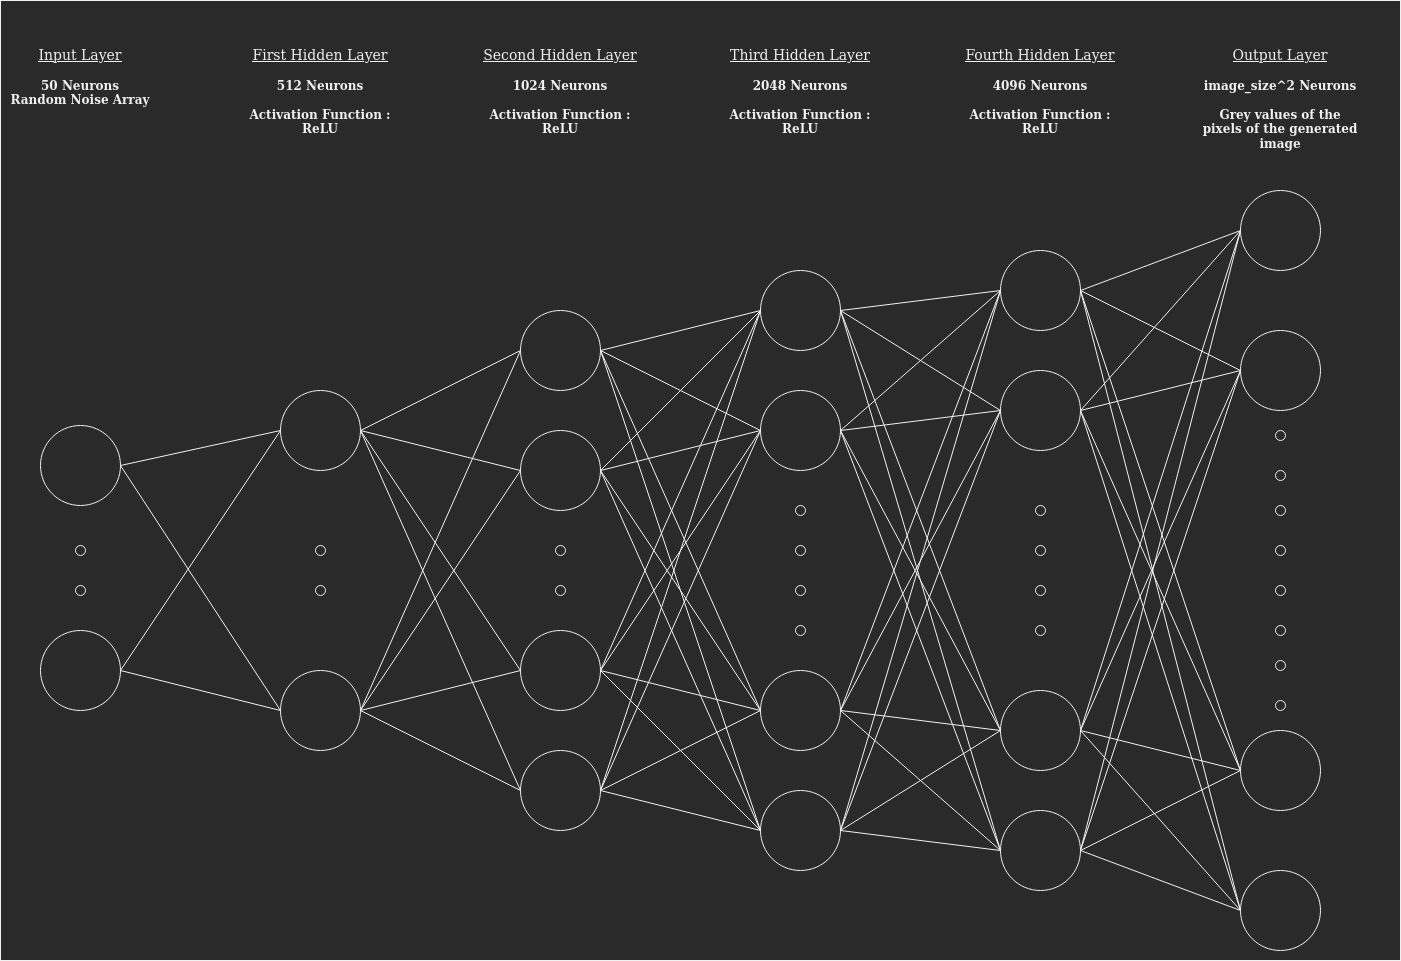 Input Layer
50 Neurons
Random Noise Array
First Hidden Layer
512 Neurons
Activation Function :
ReLU
Second Hidden Layer
1024 Neurons
Activation Function :
ReLU
Third Hidden Layer
2048 Neurons
Activation Function :
ReLU
Fourth Hidden Layer
4096 Neurons
Activation Function :
ReLU
Output Layer
image_size^2 Neurons
Grey values of the
pixels of the generated
image